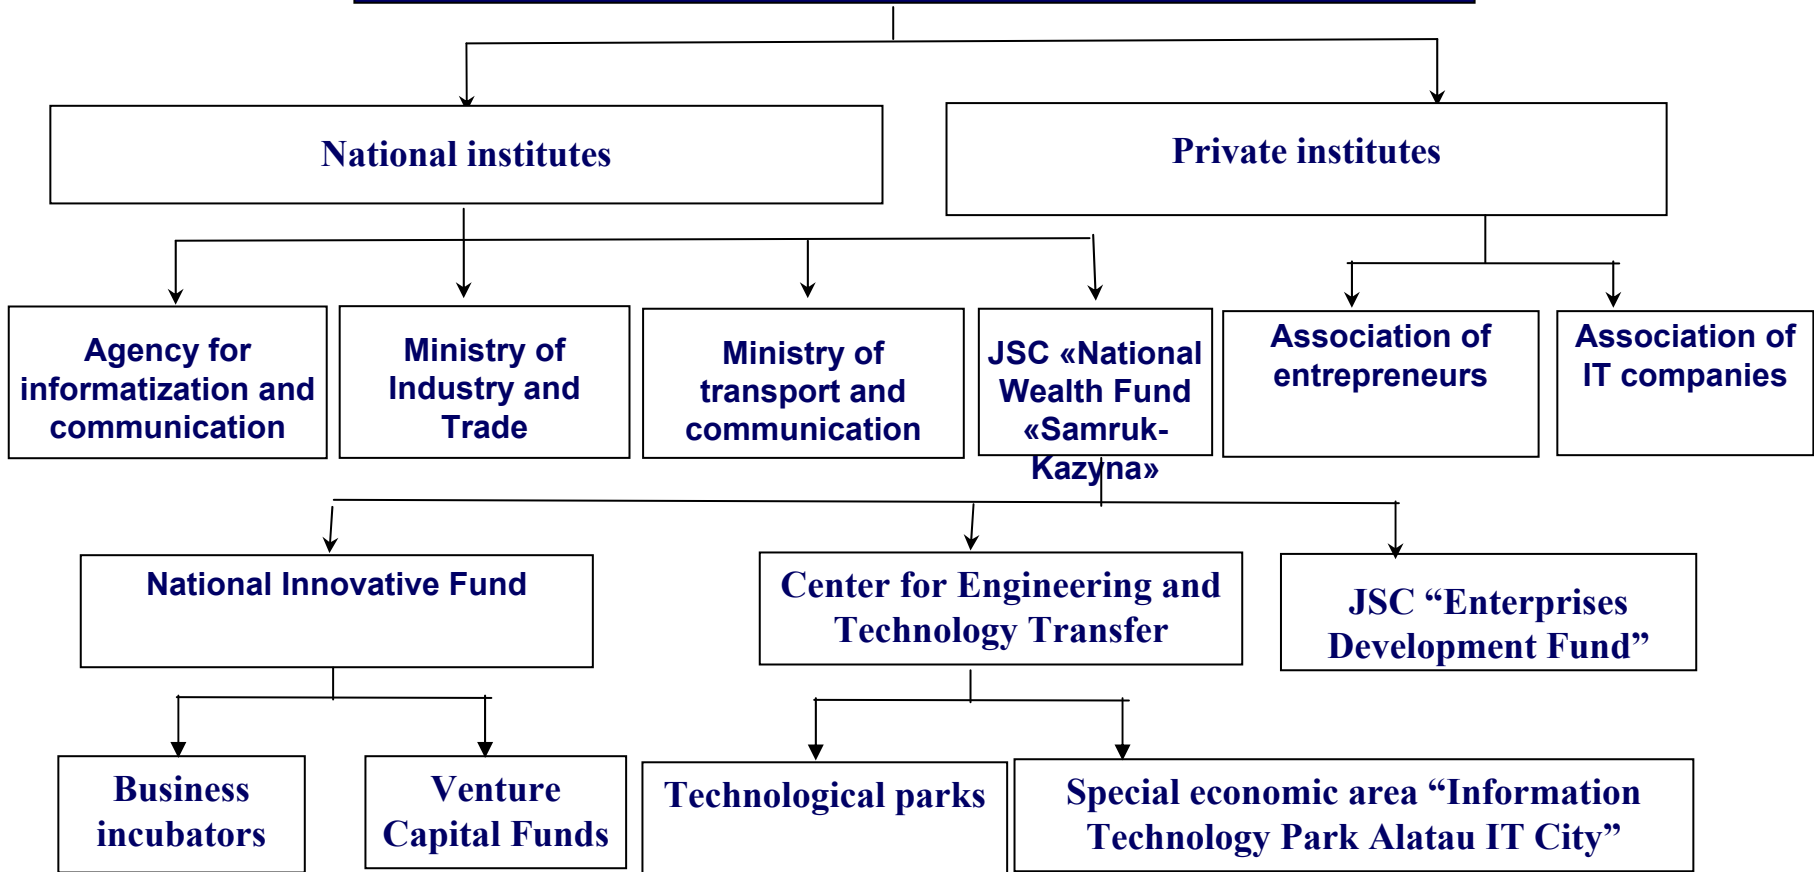 National institutes
Private institutes
Agency for
informatization and
communication
Ministry of
Industry and
Trade
Ministry of
transport and
communication
JSC «National
Wealth Fund
«Samruk-
Kazyna»
Association of
entrepreneurs
Association of
IT companies
National Innovative Fund
Center for Engineering and
Technology Transfer
JSC “Enterprises
Development Fund”
Business
incubators
Venture
Capital Funds
Technological parks
Special economic area “Information
Technology Park Alatau IT City”